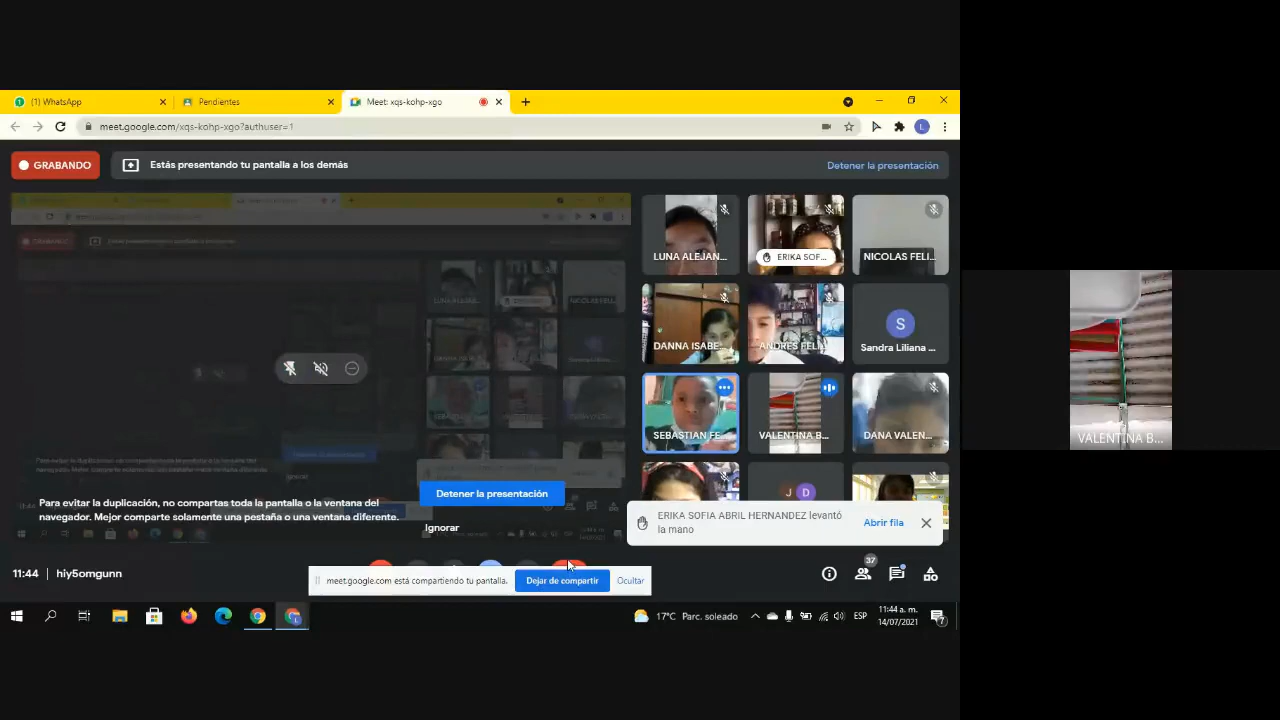 (1) WhatsApp
Pendientes
Meet: xqs-kohp-xgo
meet.google.com/xqs-kohp-xgo?authuser=1
L
GRABANDO
Estás presentando tu pantalla a los demás
Detener la presentación
LUNA ALEJAN...
ERIKA SOF...
NICOLAS FELI...
DANNA ISABE...
ANDRES FELI...
S
Sandra Liliana ...
SEBASTIAN FE...
VALENTINA B...
DANA VALEN...
J D
Para evitar la duplicación, no compartas toda la pantalla o la ventana del
navegador. Mejor comparte solamente una pestaña o una ventana diferente.
Detener la presentación
Ignorar
ERIKA SOFIA ABRIL HERNANDEZ levantó
la mano
Abrir fila
11:44 | hiy5omgunn
meet.google.com está compartiendo tu pantalla.
Dejar de compartir
Ocultar
37
17°C Parc. soleado
ESP
11:44 a. m.
14/07/2021
7
VALENTINA B...